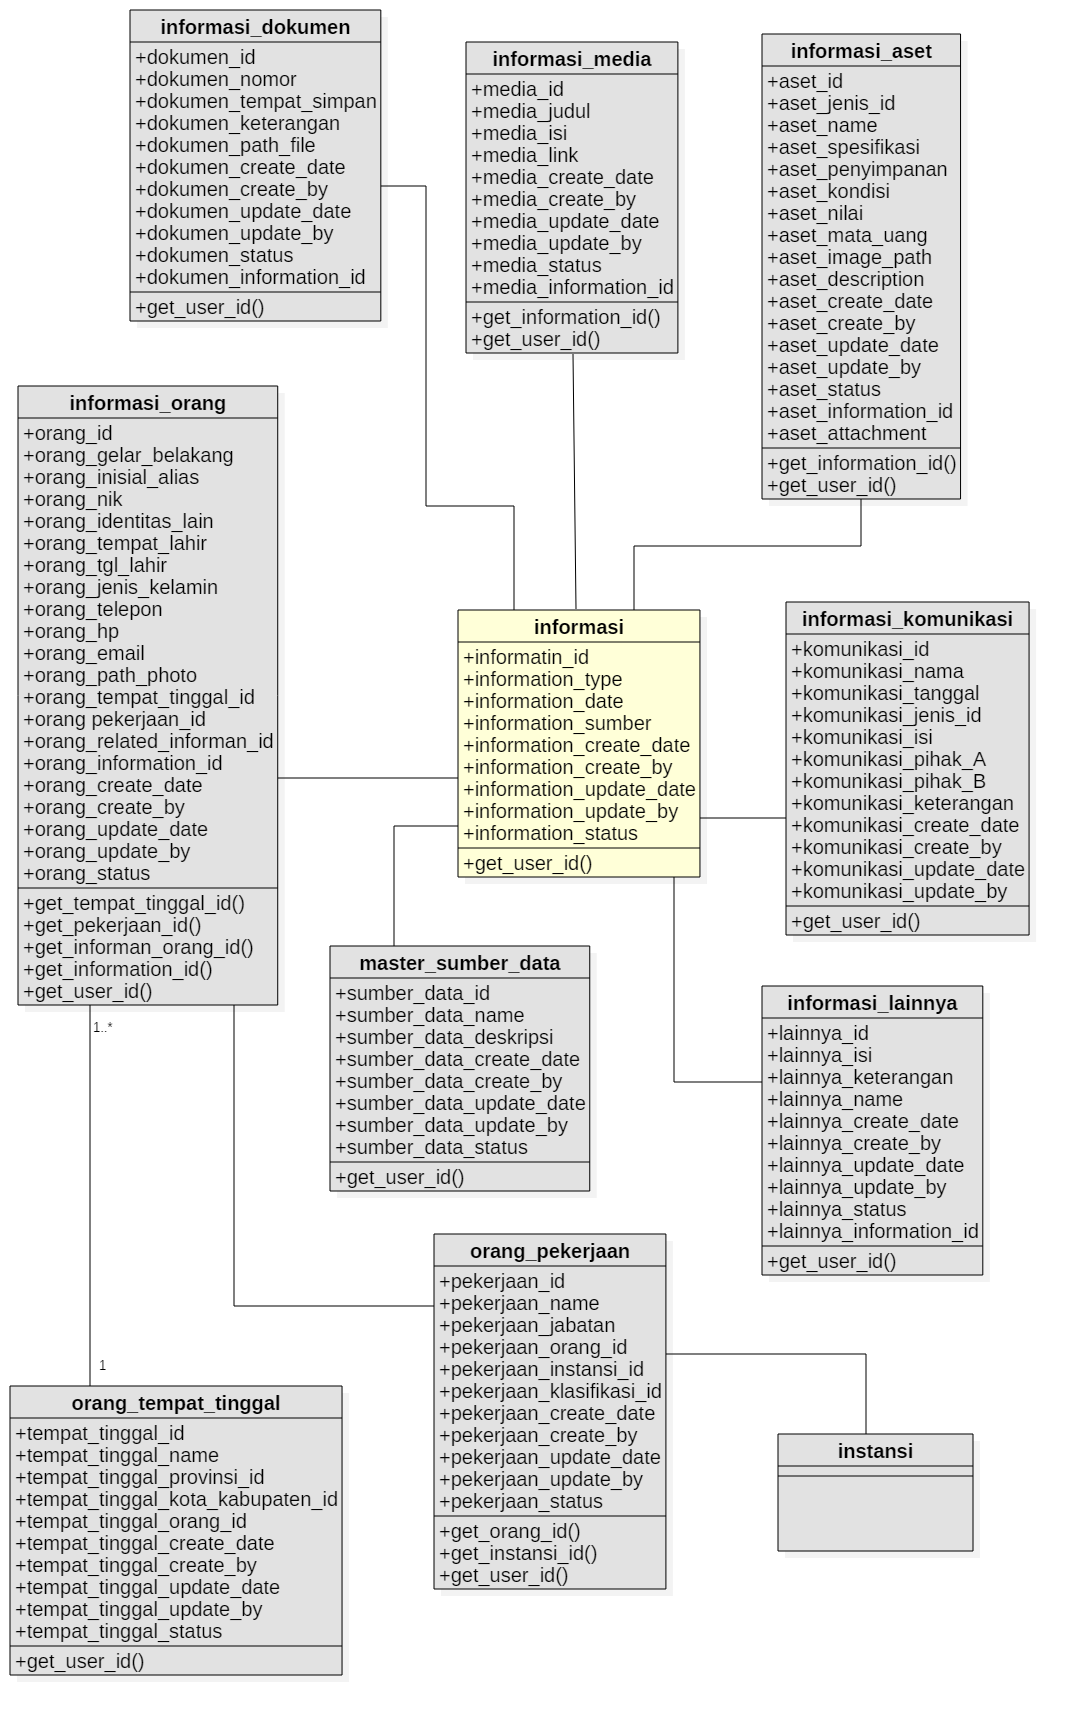 informasi_dokumen
+dokumen_id
+dokumen_nomor
+dokumen_tempat_simpan
+dokumen_keterangan
+dokumen_path_file
+dokumen_create_date
+dokumen_create_by
+dokumen_update_date
+dokumen_update_by
+dokumen_status
+dokumen_information_id
+get_user_id()
informasi_media
+media_id
+media_judul
+media_isi
+media_link
+media_create_date
+media_create_by
+media_update_date
+media_update_by
+media_status
+media_information_id
+get_information_id()
+get_user_id()
informasi_aset
+aset_id
+aset_jenis_id
+aset_name
+aset_spesifikasi
+aset_penyimpanan
+aset_kondisi
+aset_nilai
+aset_mata_uang
+aset_image_path
+aset_description
+aset_create_date
+aset_create_by
+aset_update_date
+aset_update_by
+aset_status
+aset_information_id
+aset_attachment
+get_information_id()
+get_user_id()
informasi_orang
+orang_id
+orang_gelar_belakang
+orang_inisial_alias
+orang_nik
+orang_identitas_lain
+orang_tempat_lahir
+orang_tgl_lahir
+orang_jenis_kelamin
+orang_telepon
+orang_hp
+orang_email
+orang_path_photo
+orang_tempat_tinggal_id
+orang pekerjaan_id
+orang_related_informan_id
+orang_information_id
+orang_create_date
+orang_create_by
+orang_update_date
+orang_update_by
+orang_status
+get_tempat_tinggal_id()
+get_pekerjaan_id()
+get_informan_orang_id()
+get_information_id()
+get_user_id()
1..*
informasi
+informatin_id
+information_type
+information_date
+information_sumber
+information_create_date
+information_create_by
+information_update_date
+information_update_by
+information_status
+get_user_id()
informasi_komunikasi
+komunikasi_id
+komunikasi_nama
+komunikasi_tanggal
+komunikasi_jenis_id
+komunikasi_isi
+komunikasi_pihak_A
+komunikasi_pihak_B
+komunikasi_keterangan
+komunikasi_create_date
+komunikasi_create_by
+komunikasi_update_date
+komunikasi_update_by
+get_user_id()
master_sumber_data
+sumber_data_id
+sumber_data_name
+sumber_data_deskripsi
+sumber_data_create_date
+sumber_data_create_by
+sumber_data_update_date
+sumber_data_update_by
+sumber_data_status
+get_user_id()
informasi_lainnya
+lainnya_id
+lainnya_isi
+lainnya_keterangan
+lainnya_name
+lainnya_create_date
+lainnya_create_by
+lainnya_update_date
+lainnya_update_by
+lainnya_status
+lainnya_information_id
+get_user_id()
orang_pekerjaan
+pekerjaan_id
+pekerjaan_name
+pekerjaan_jabatan
+pekerjaan_orang_id
+pekerjaan_instansi_id
+pekerjaan_klasifikasi_id
+pekerjaan_create_date
+pekerjaan_create_by
+pekerjaan_update_date
+pekerjaan_update_by
+pekerjaan_status
+get_orang_id()
+get_instansi_id()
+get_user_id()
1
orang_tempat_tinggal
+tempat_tinggal_id
+tempat_tinggal_name
+tempat_tinggal_provinsi_id
+tempat_tinggal_kota_kabupaten_id
+tempat_tinggal_orang_id
+tempat_tinggal_create_date
+tempat_tinggal_create_by
+tempat_tinggal_update_date
+tempat_tinggal_update_by
+tempat_tinggal_status
+get_user_id()
instansi